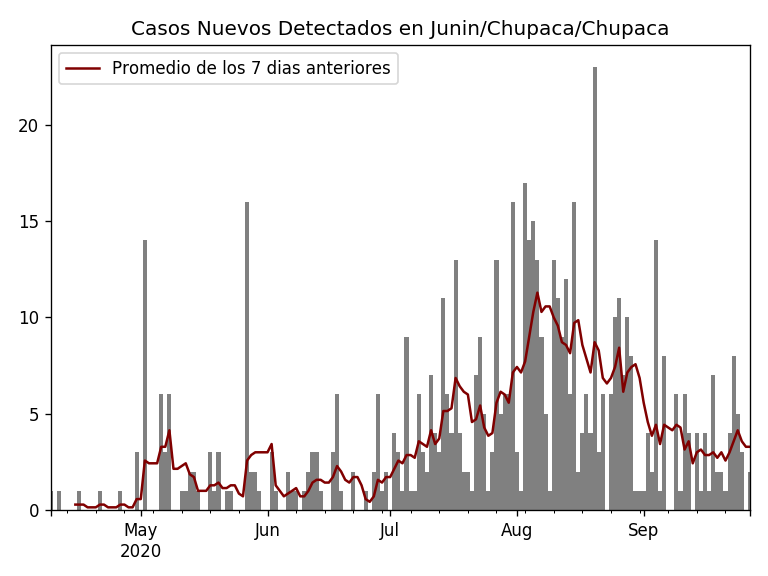 Casos Nuevos Detectados en Junin/Chupaca/Chupaca
Promedio de los 7 dias anteriores
20
15
10
5
0
May Jun Jul Aug Sep
2020